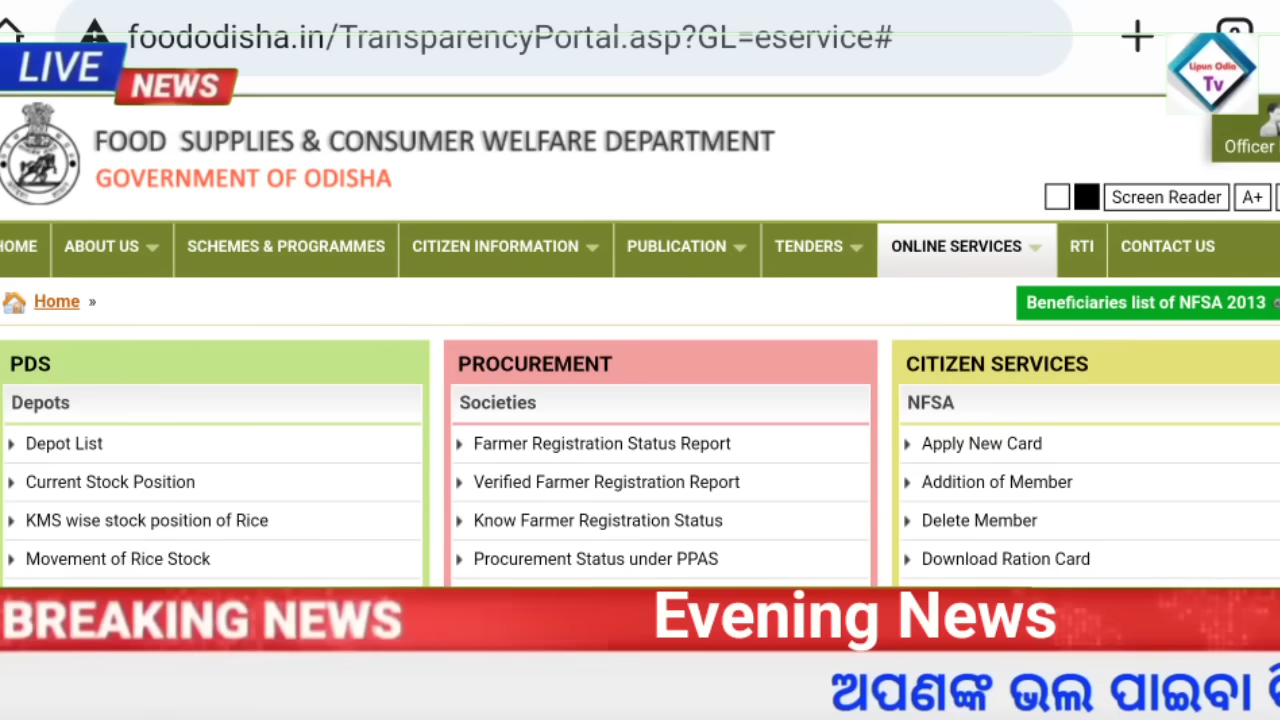 foododisha.in/TransparencyPortal.asp?GL=eservice#
LIVE
NEWS
Lipun Odia
Tv
FOOD SUPPLIES & CONSUMER WELFARE DEPARTMENT
GOVERNMENT OF ODISHA
Officer
Screen Reader
A+
HOME
ABOUT US
SCHEMES & PROGRAMMES
CITIZEN INFORMATION
PUBLICATION
TENDERS
ONLINE SERVICES
RTI
CONTACT US
Home »
Beneficiaries list of NFSA 2013
PDS
Depots
Depot List
Current Stock Position
KMS wise stock position of Rice
Movement of Rice Stock
PROCUREMENT
Societies
Farmer Registration Status Report
Verified Farmer Registration Report
Know Farmer Registration Status
Procurement Status under PPAS
CITIZEN SERVICES
NFSA
Apply New Card
Addition of Member
Delete Member
Download Ration Card
BREAKING NEWS
Evening News
ଅପଣଙ୍କ ଭଲ ପାଇବା